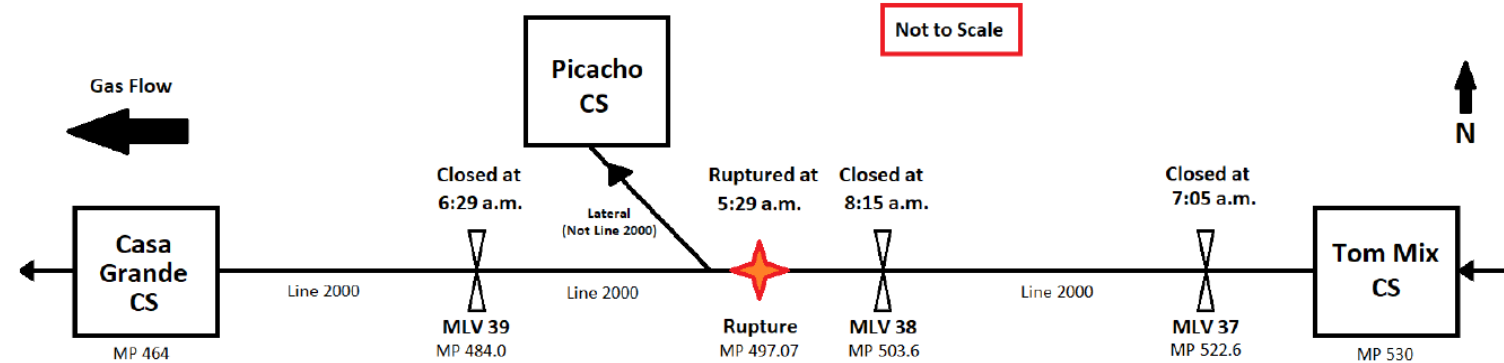 Not to Scale
Gas Flow
Picacho
CS
N
Closed at
6:29 a.m.
Lateral
(Not Line 2000)
Ruptured at
5:29 a.m.
Closed at
8:15 a.m.
Closed at
7:05 a.m.
Casa
Grande
CS
Line 2000
Line 2000
Line 2000
Tom Mix
CS
MP 464
MLV 39
MP 484.0
Rupture
MP 497.07
MLV 38
MP 503.6
MLV 37
MP 522.6
MP 530